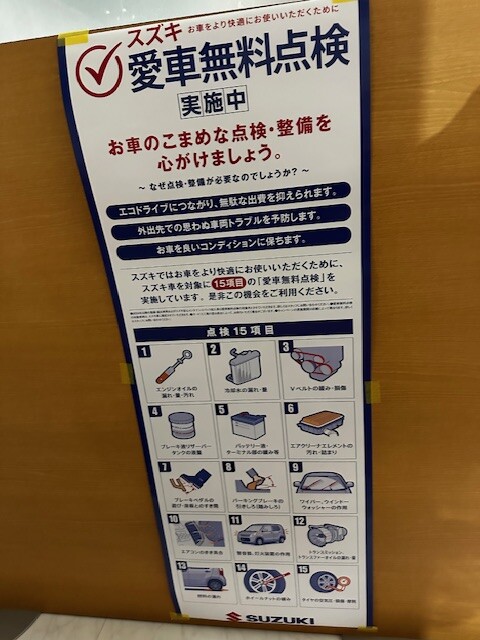 スズキ お車をより快適にお使いいただくために
愛車無料点検
実施中
お車のこまめな点検・整備を
心がけましょう。
～ なぜ点検・整備が必要なのでしょうか？ ～
エコドライブにつながり、無駄な出費を抑えられます。
外出先での思わぬ車両トラブルを予防します。
お車を良いコンディションに保ちます。
スズキではお車をより快適にお使いいただくために、
スズキ車を対象に15項目の「愛車無料点検」を
実施しています。是非この機会をご利用ください。
点検15項目
1
エンジンオイルの
漏れ・量・汚れ
2
冷却水の漏れ・量
3
Vベルトの緩み・損傷
4
ブレーキ液リザーバー
タンクの液量
5
バッテリー液・
ターミナル部の緩み等
6
エアクリーナエレメントの
汚れ・詰まり
7
ブレーキペダルの
遊び・床板とのすき間
8
パーキングブレーキの
引きしろ(踏みしろ)
9
ワイパー、ウインドー
ウォッシャーの作用
10
エアコンの
11
警音器、灯火装置の作用
12
トランスミッション、
トランスファーオイルの漏れ・量
13
燃料の漏れ
14
ホイールナットの緩み
15
タイヤの空気圧・亀裂・摩耗
SUZUKI